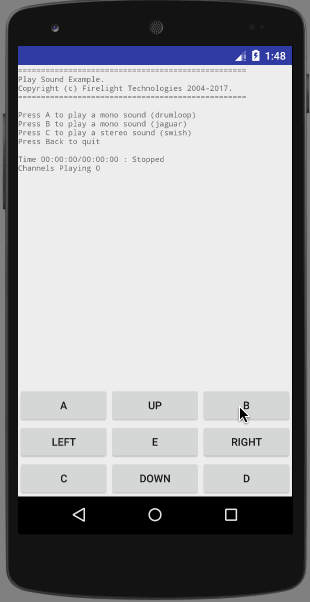 1:48
==============================================
Play Sound Example.
Copyright (c) Firelight Technologies 2004-2017.
==============================================
Press A to play a mono sound (drumloop)
Press B to play a mono sound (jaguar)
Press C to play a stereo sound (swish)
Press Back to quit
Time 00:00:00/00:00:00 : Stopped
Channels Playing 0
A UP B
LEFT E RIGHT
C DOWN D